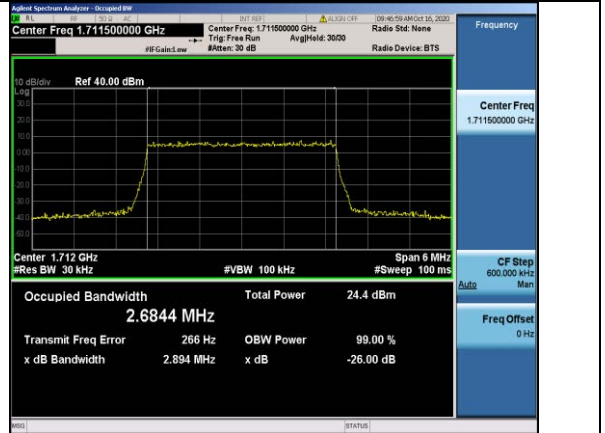 Agilent Spectrum Analyzer - Occupied BW
RL RF 50 Ω AC INT REF ALIGN OFF 09:46:59 AM Oct 16, 2020
Center Freq 1.711500000 GHz
Center Freq: 1.711500000 GHz
Radio Std: None
Trig: Free Run Avg|Hold: 30/30
#IFGain:Low #Atten: 30 dB Radio Device: BTS
Frequency
10 dB/div Ref 40.00 dBm
Log
30.0
20.0
10.0
0.00
-10.0
-20.0
-30.0
-40.0
-50.0
Center Freq
1.711500000 GHz
Center 1.712 GHz Span 6 MHz
#Res BW 30 kHz #VBW 100 kHz #Sweep 100 ms
CF Step
600.000 kHz
Auto Man
Occupied Bandwidth Total Power 24.4 dBm
2.6844 MHz
Transmit Freq Error 266 Hz OBW Power 99.00 %
x dB Bandwidth 2.894 MHz x dB -26.00 dB
Freq Offset
0 Hz
MSG STATUS